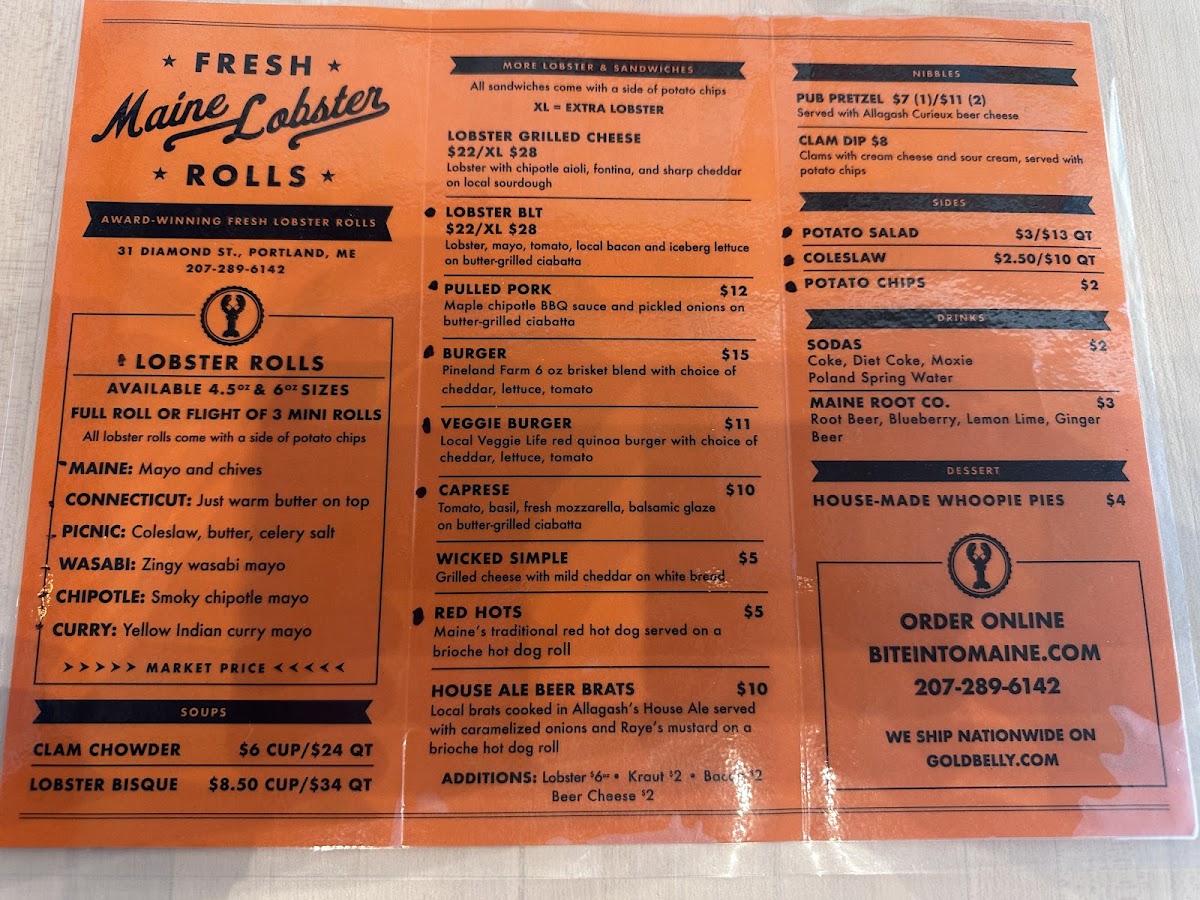 ★ FRESH ★
Maine Lobster
★ ROLLS ★
AWARD-WINNING FRESH LOBSTER ROLLS
31 DIAMOND ST., PORTLAND, ME
207-289-6142
LOBSTER ROLLS
AVAILABLE 4.5oz & 6oz SIZES
FULL ROLL OR FLIGHT OF 3 MINI ROLLS
All lobster rolls come with a side of potato chips
MAINE: Mayo and chives
CONNECTICUT: Just warm butter on top
PICNIC: Coleslaw, butter, celery salt
WASABI: Zingy wasabi mayo
CHIPOTLE: Smoky chipotle mayo
CURRY: Yellow Indian curry mayo
>>>>> MARKET PRICE <<<<<
SOUPS
CLAM CHOWDER $6 CUP/$24 QT
LOBSTER BISQUE $8.50 CUP/$34 QT
MORE LOBSTER & SANDWICHES
All sandwiches come with a side of potato chips
XL = EXTRA LOBSTER
LOBSTER GRILLED CHEESE
$22/XL $28
Lobster with chipotle aioli, fontina, and sharp cheddar
on local sourdough
LOBSTER BLT
$22/XL $28
Lobster, mayo, tomato, local bacon and iceberg lettuce
on butter-grilled ciabatta
PULLED PORK $12
Maple chipotle BBQ sauce and pickled onions on
butter-grilled ciabatta
BURGER $15
Pineland Farm 6 oz brisket blend with choice of
cheddar, lettuce, tomato
VEGGIE BURGER $11
Local Veggie Life red quinoa burger with choice of
cheddar, lettuce, tomato
CAPRESE $10
Tomato, basil, fresh mozzarella, balsamic glaze
on butter-grilled ciabatta
WICKED SIMPLE $5
Grilled cheese with mild cheddar on white bread
RED HOTS $5
Maine's traditional red hot dog served on a
brioche hot dog roll
HOUSE ALE BEER BRATS $10
Local brats cooked in Allagash's House Ale served
with caramelized onions and Raye's mustard on a
brioche hot dog roll
ADDITIONS: Lobster $6oz • Kraut $2 • Bacon $2
Beer Cheese $2
NIBBLES
PUB PRETZEL $7 (1)/$11 (2)
Served with Allagash Curieux beer cheese
CLAM DIP $8
Clams with cream cheese and sour cream, served with
potato chips
SIDES
POTATO SALAD $3/$13 QT
COLESLAW $2.50/$10 QT
POTATO CHIPS $2
DRINKS
SODAS $2
Coke, Diet Coke, Moxie
Poland Spring Water
MAINE ROOT CO. $3
Root Beer, Blueberry, Lemon Lime, Ginger
Beer
DESSERT
HOUSE-MADE WHOOPIE PIES $4
ORDER ONLINE
BITEINTOMAINE.COM
207-289-6142
WE SHIP NATIONWIDE ON
GOLDBELLY.COM